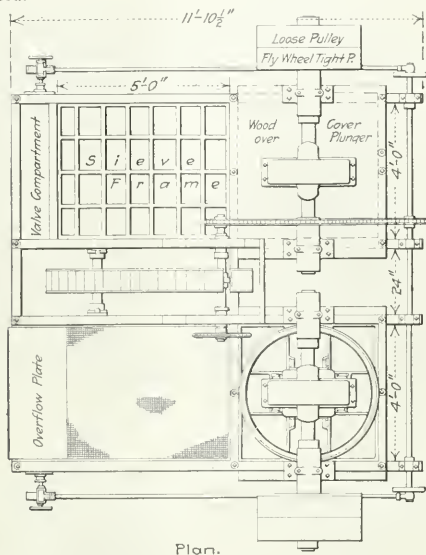 11'-10½"
Loose Pulley
Fly Wheel Tight P.
5'-0"
Valve Compartment
Sieve
Frame
Wood Cover
over Plunger
4'-0"
24"
4'-0"
Overflow Plate
Plan.